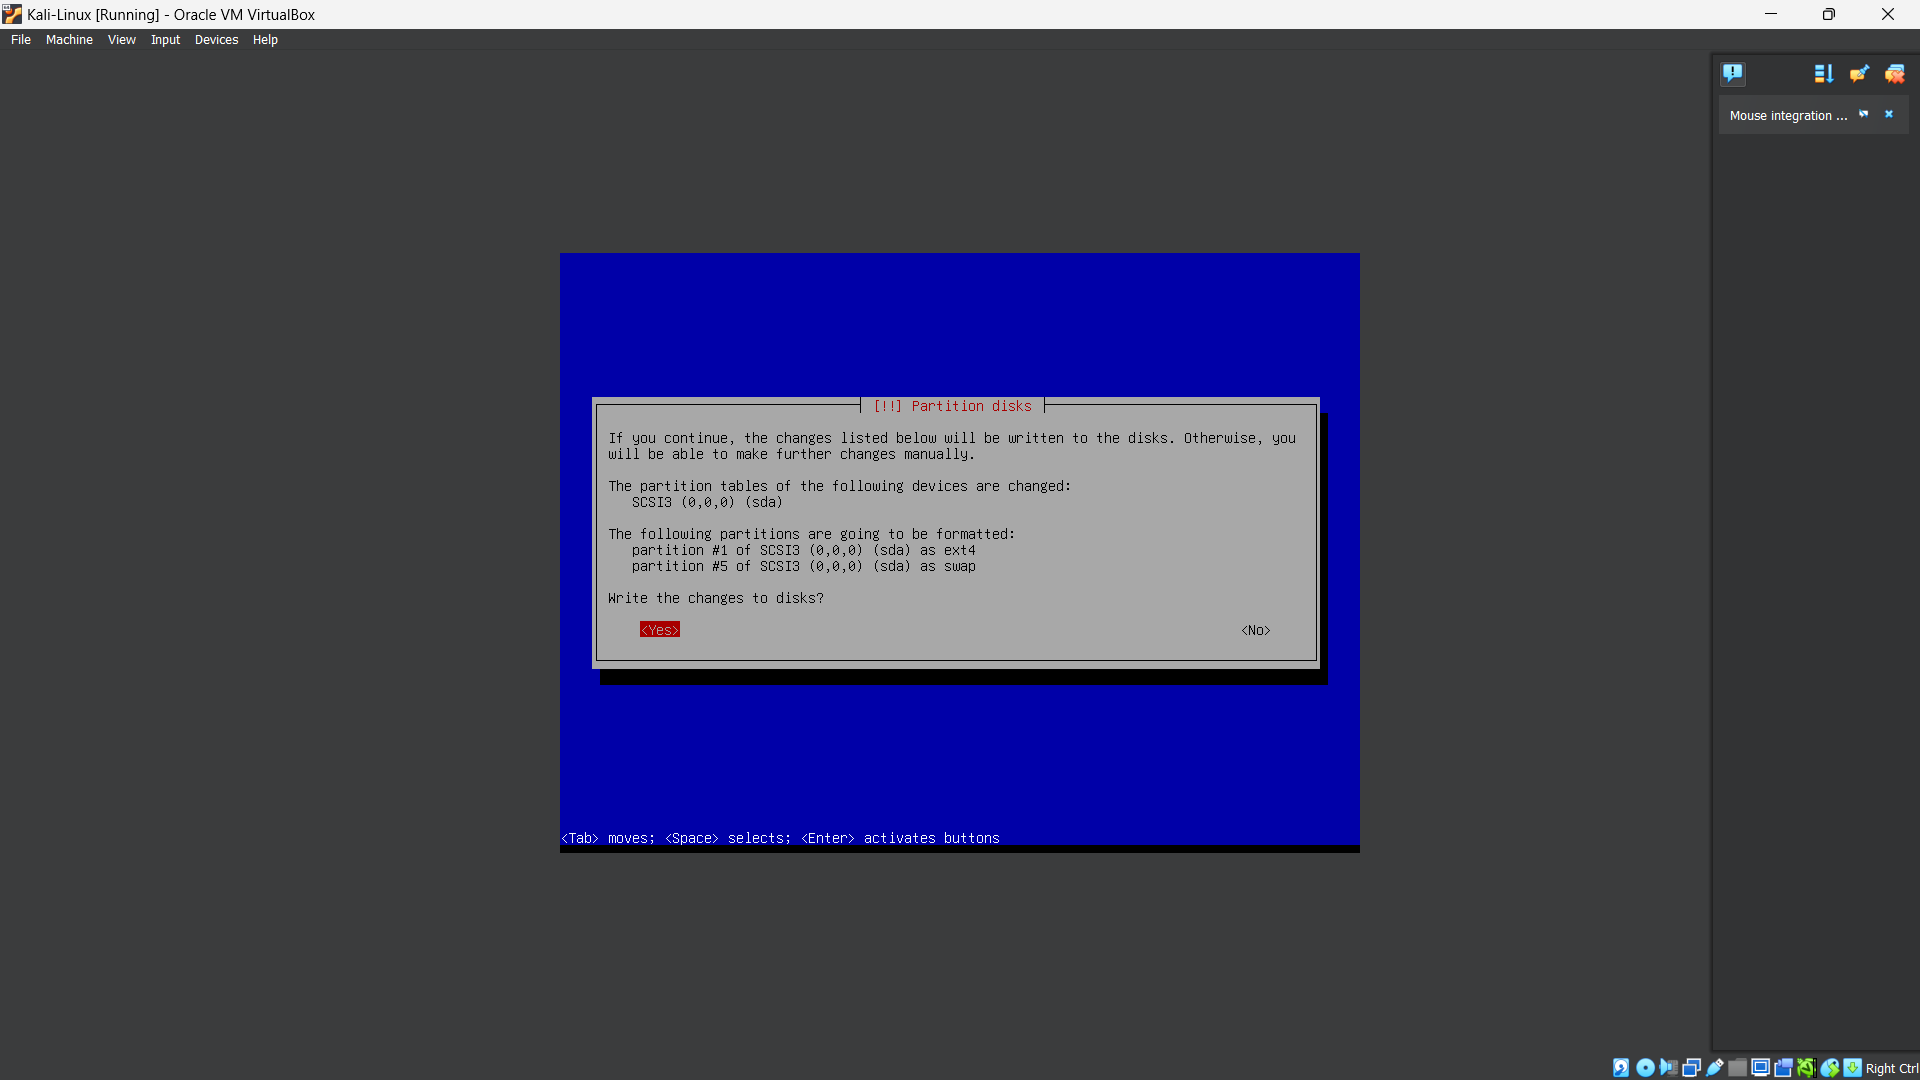 Kali-Linux [Running] - Oracle VM VirtualBox
File Machine View Input Devices Help
Mouse integration ...
[!!] Partition disks
If you continue, the changes listed below will be written to the disks. Otherwise, you
will be able to make further changes manually.
The partition tables of the following devices are changed:
SCSI3 (0,0,0) (sda)
The following partitions are going to be formatted:
partition #1 of SCSI3 (0,0,0) (sda) as ext4
partition #5 of SCSI3 (0,0,0) (sda) as swap
Write the changes to disks?
<Yes> <No>
<Tab> moves; <Space> selects; <Enter> activates buttons
Right Ctrl